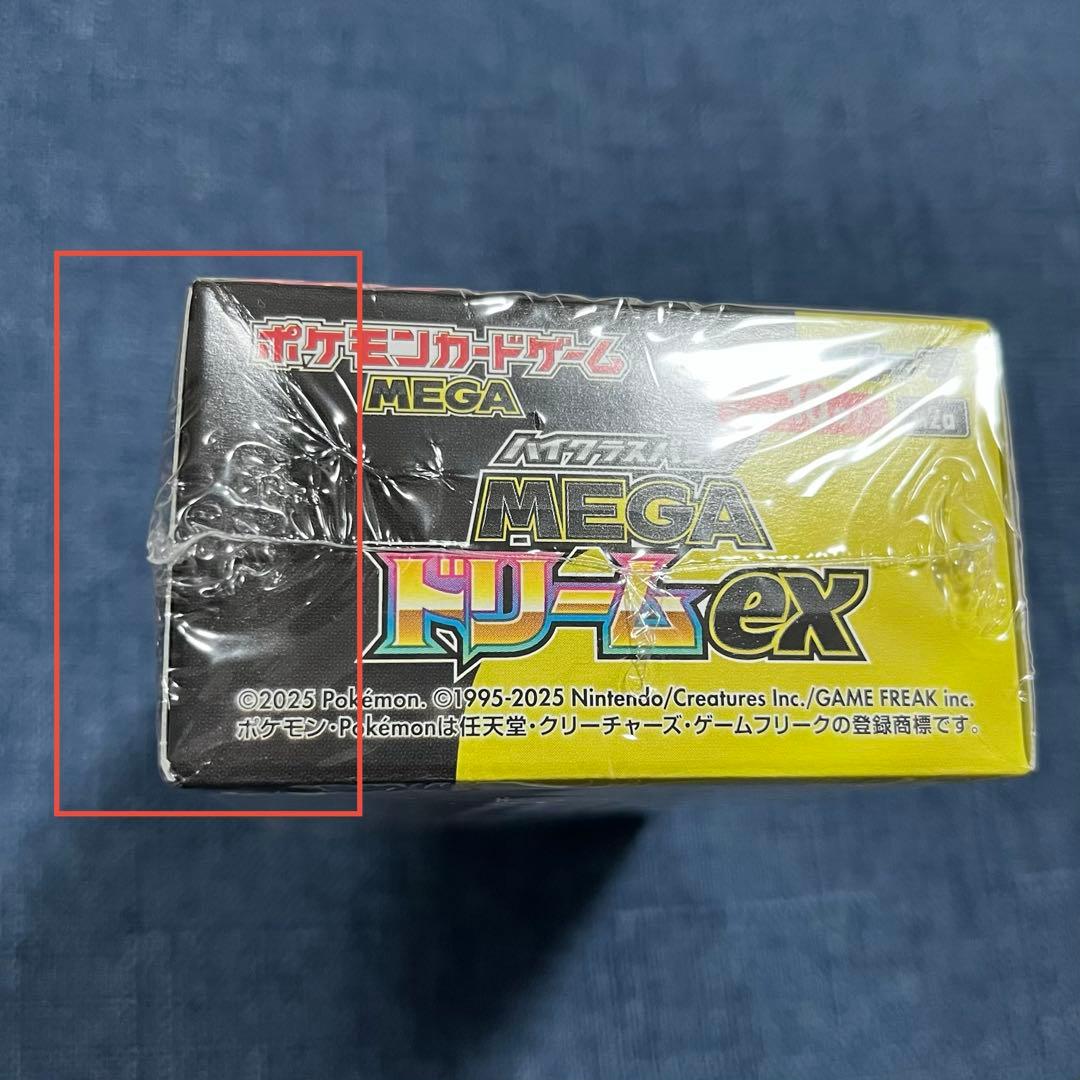 ポケモンカードゲーム
MEGA
ハイクラスパ
MEGA
ドリームex
©2025 Pokémon. ©1995-2025 Nintendo/Creatures Inc./GAME FREAK inc.
ポケモン・Pokémonは任天堂・クリーチャーズ・ゲームフリークの登録商標です。